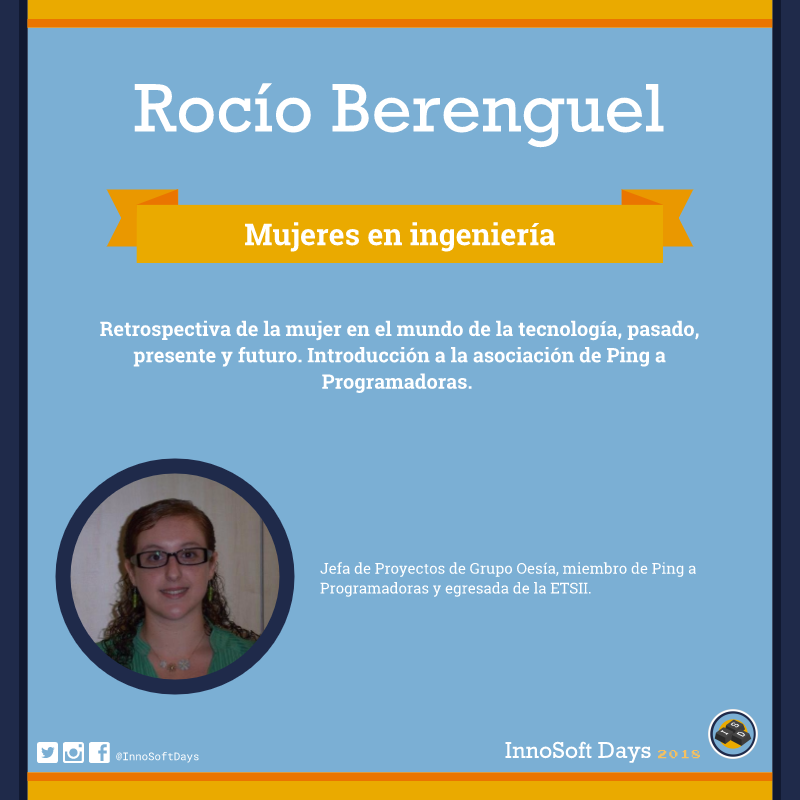 Rocío Berenguel
Mujeres en ingeniería
Retrospectiva de la mujer en el mundo de la tecnología, pasado,
presente y futuro. Introducción a la asociación de Ping a
Programadoras.
Jefa de Proyectos de Grupo Oesía, miembro de Ping a
Programadoras y egresada de la ETSII.
@InnoSoftDays
InnoSoft Days 2018
I S D